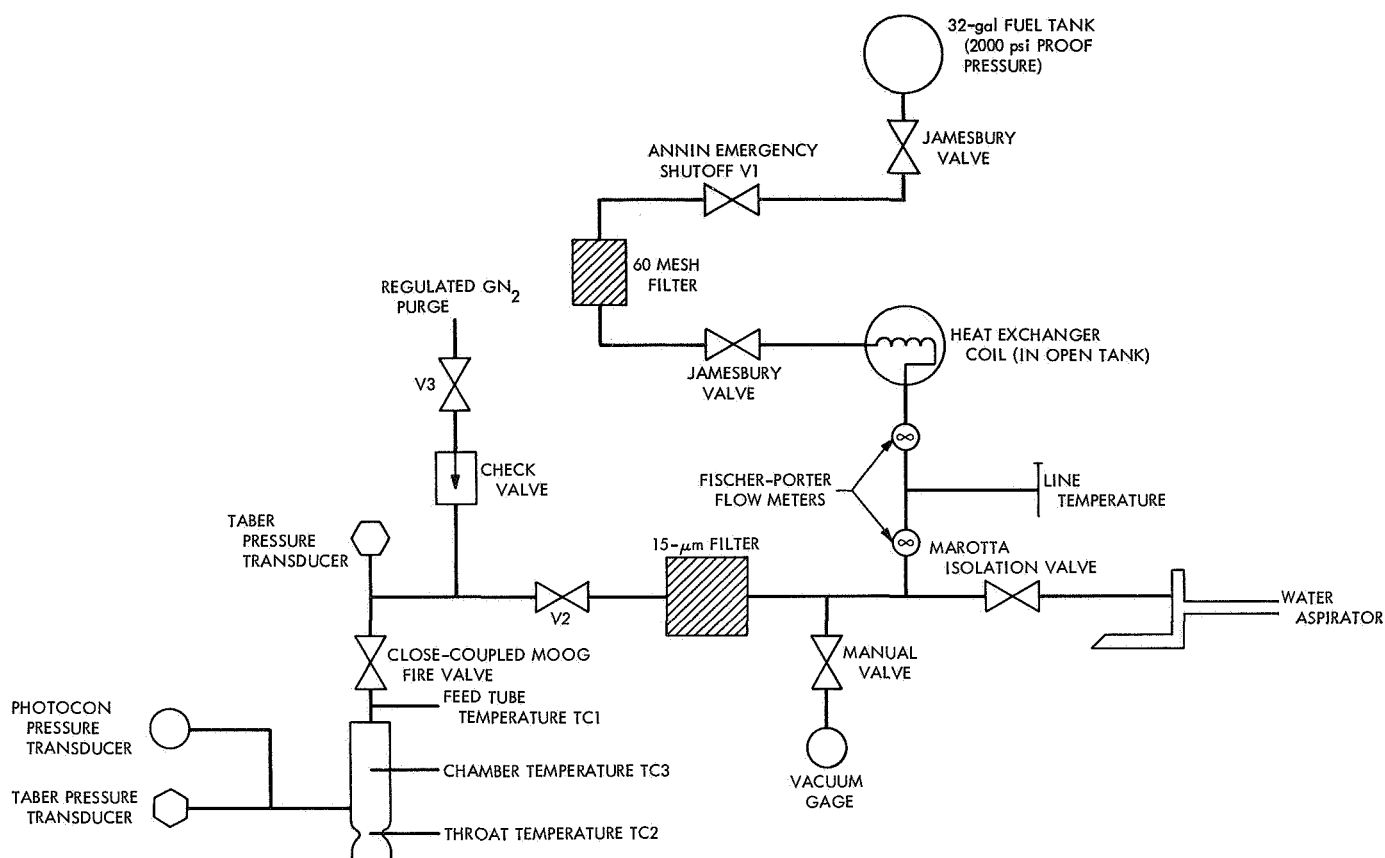 32-gal FUEL TANK
(2000 psi PROOF
PRESSURE)
JAMESBURY
VALVE
ANNIN EMERGENCY
SHUTOFF V1
60 MESH
FILTER
REGULATED GN2
PURGE
HEAT EXCHANGER
COIL (IN OPEN TANK)
JAMESBURY
VALVE
V3
CHECK
VALVE
FISCHER-PORTER
FLOW METERS
LINE
TEMPERATURE
TABER
PRESSURE
TRANSDUCER
15-μm FILTER
MAROTTA
ISOLATION VALVE
V2
WATER
ASPIRATOR
CLOSE-COUPLED MOOG
FIRE VALVE
MANUAL
VALVE
FEED TUBE
TEMPERATURE TC1
PHOTOCON
PRESSURE
TRANSDUCER
CHAMBER TEMPERATURE TC3
VACUUM
GAGE
TABER PRESSURE
TRANSDUCER
THROAT TEMPERATURE TC2